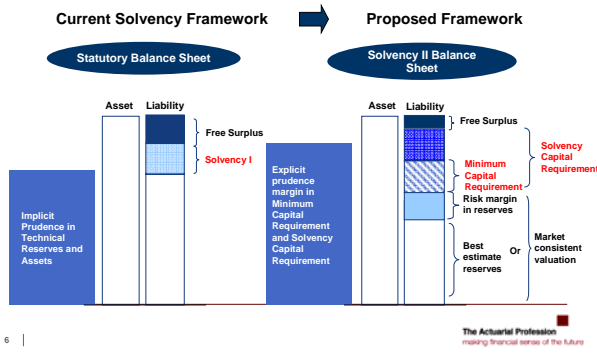 Current Solvency Framework
Proposed Framework
Statutory Balance Sheet
Solvency II Balance
Sheet
Asset
Liability
Free Surplus
Solvency I
Implicit
Prudence in
Technical
Reserves and
Assets
Asset
Liability
Free Surplus
Solvency
Capital
Requirement
Minimum
Capital
Requirement
Risk margin
in reserves
Explicit
prudence
margin in
Minimum
Capital
Requirement
and Solvency
Capital
Requirement
Best
estimate
reserves
Or
Market
consistent
valuation
6
The Actuarial Profession
making financial sense of the future